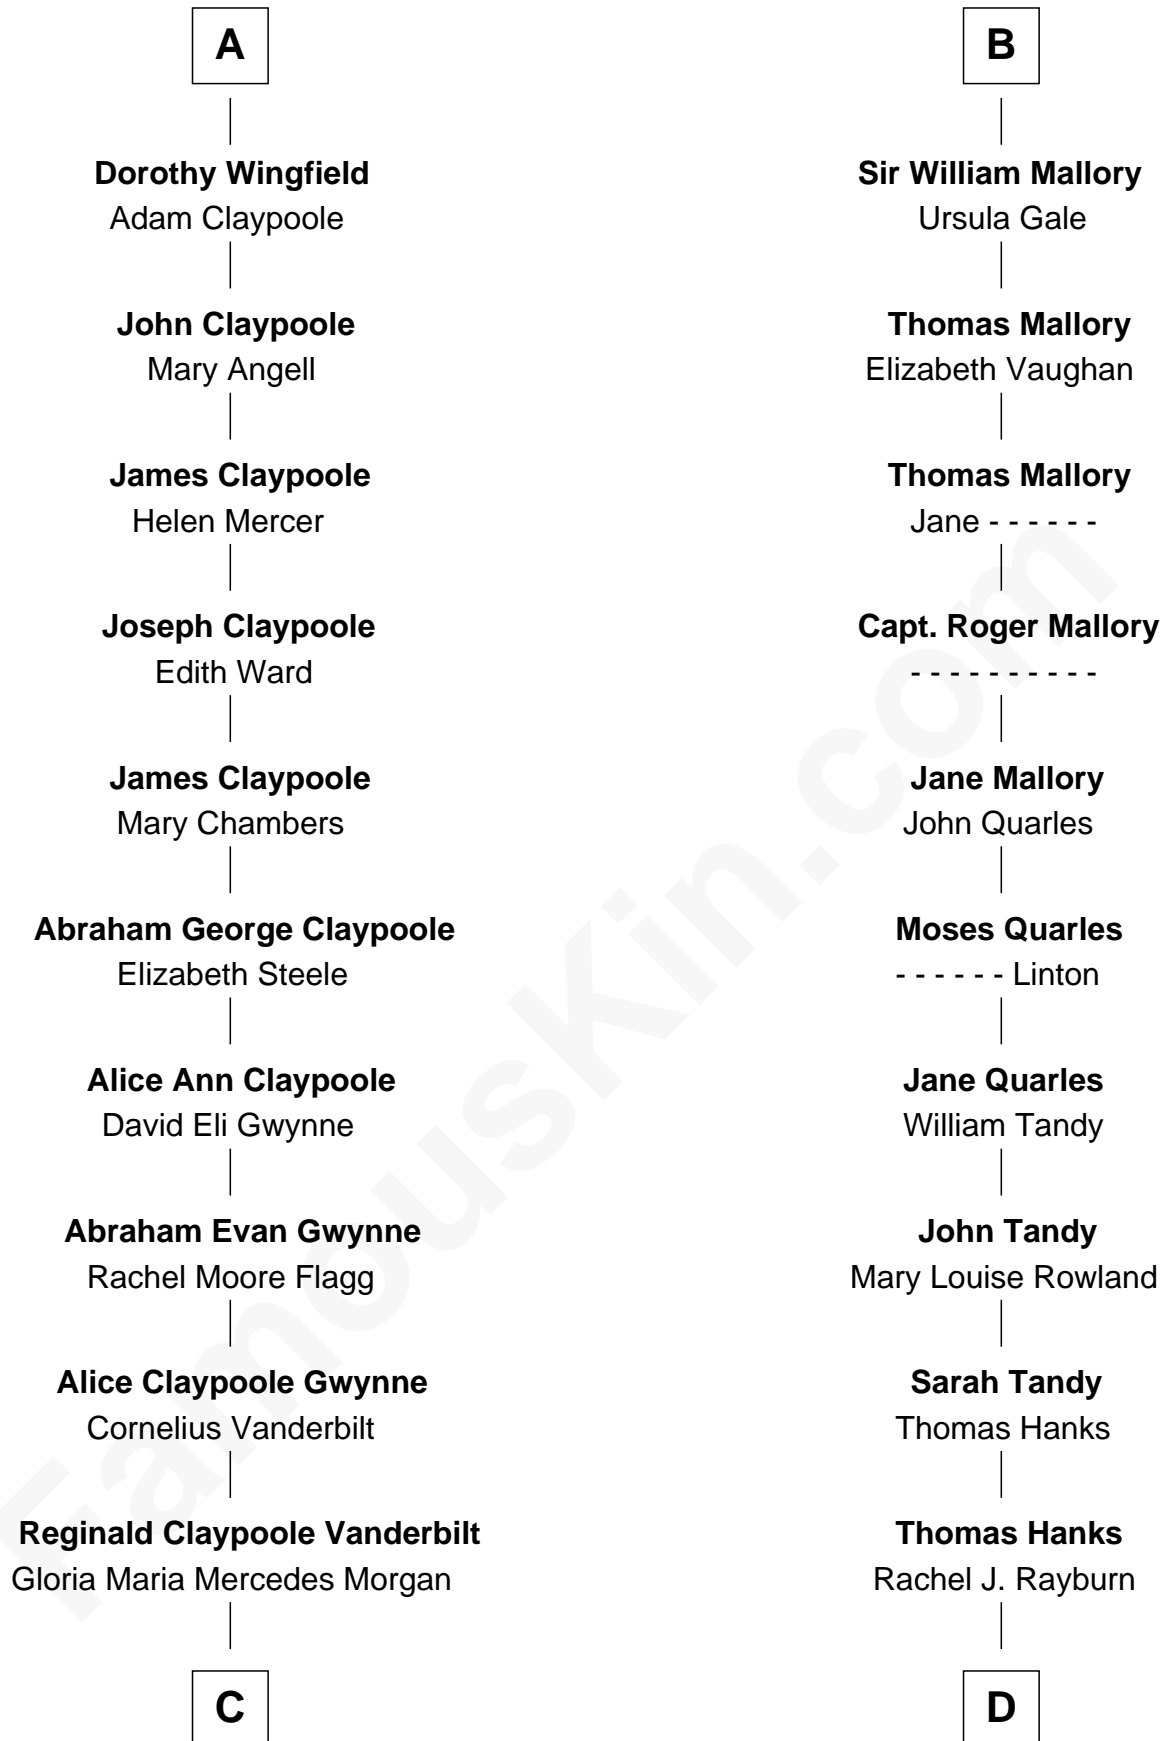 A
Dorothy Wingfield
Adam Claypoole
John Claypoole
Mary Angell
James Claypoole
Helen Mercer
Joseph Claypoole
Edith Ward
James Claypoole
Mary Chambers
Abraham George Claypoole
Elizabeth Steele
Alice Ann Claypoole
David Eli Gwynne
Abraham Evan Gwynne
Rachel Moore Flagg
Alice Claypoole Gwynne
Cornelius Vanderbilt
Reginald Claypoole Vanderbilt
Gloria Maria Mercedes Morgan
C
B
Sir William Mallory
Ursula Gale
Thomas Mallory
Elizabeth Vaughan
Thomas Mallory
Jane - - - - - -
Capt. Roger Mallory
- - - - - - - - - -
Jane Mallory
John Quarles
Moses Quarles
- - - - - - Linton
Jane Quarles
William Tandy
John Tandy
Mary Louise Rowland
Sarah Tandy
Thomas Hanks
Thomas Hanks
Rachel J. Rayburn
D
FamousKin.com